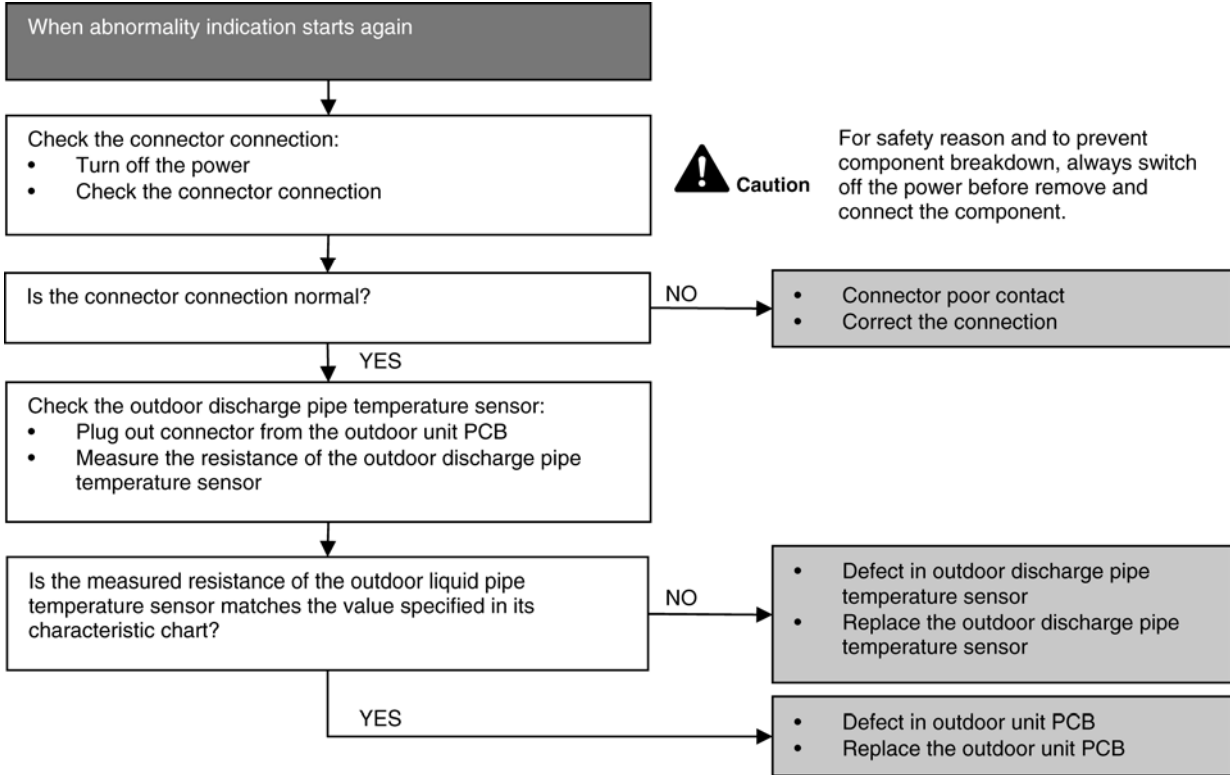 When abnormality indication starts again
Check the connector connection:
• Turn off the power
• Check the connector connection
Caution
For safety reason and to prevent
component breakdown, always switch
off the power before remove and
connect the component.
Is the connector connection normal?
NO
• Connector poor contact
• Correct the connection
YES
Check the outdoor discharge pipe temperature sensor:
• Plug out connector from the outdoor unit PCB
• Measure the resistance of the outdoor discharge pipe
temperature sensor
Is the measured resistance of the outdoor liquid pipe
temperature sensor matches the value specified in its
characteristic chart?
NO
• Defect in outdoor discharge pipe
temperature sensor
• Replace the outdoor discharge pipe
temperature sensor
YES
• Defect in outdoor unit PCB
• Replace the outdoor unit PCB